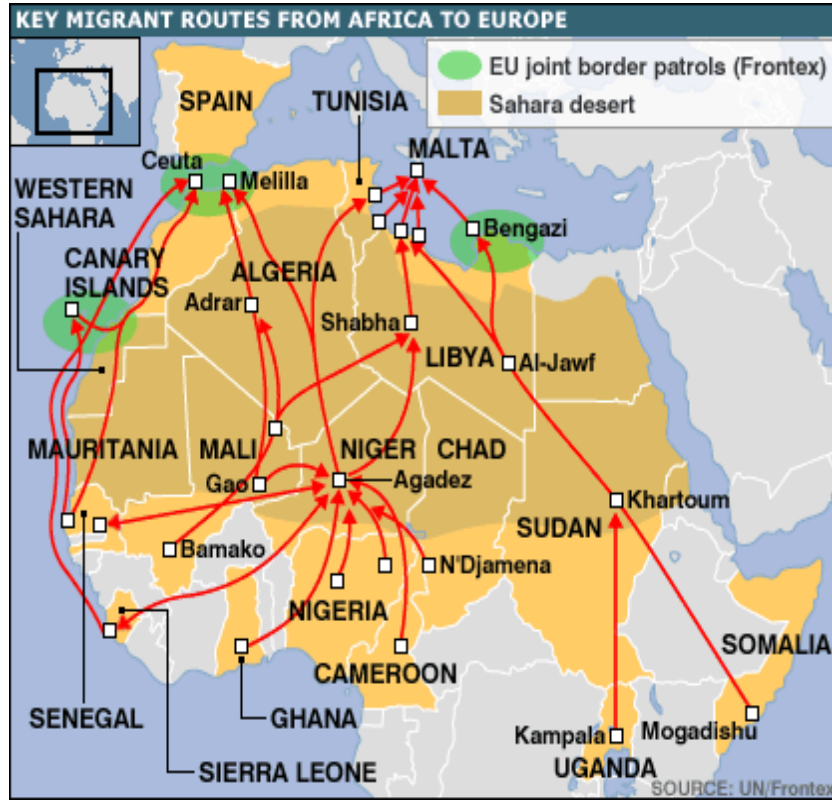 KEY MIGRANT ROUTES FROM AFRICA TO EUROPE
EU joint border patrols (Frontex)
Sahara desert
SPAIN
TUNISIA
MALTA
Ceuta
Melilla
WESTERN
SAHARA
Bengazi
CANARY
ISLANDS
ALGERIA
Adrar
Shabha
LIBYA
Al-Jawf
MAURITANIA
MALI
NIGER
CHAD
Gao
Agadez
Khartoum
SUDAN
Bamako
N'Djamena
NIGERIA
SOMALIA
CAMEROON
SENEGAL
GHANA
Kampala
Mogadishu
SIERRA LEONE
UGANDA
SOURCE: UN/Frontex